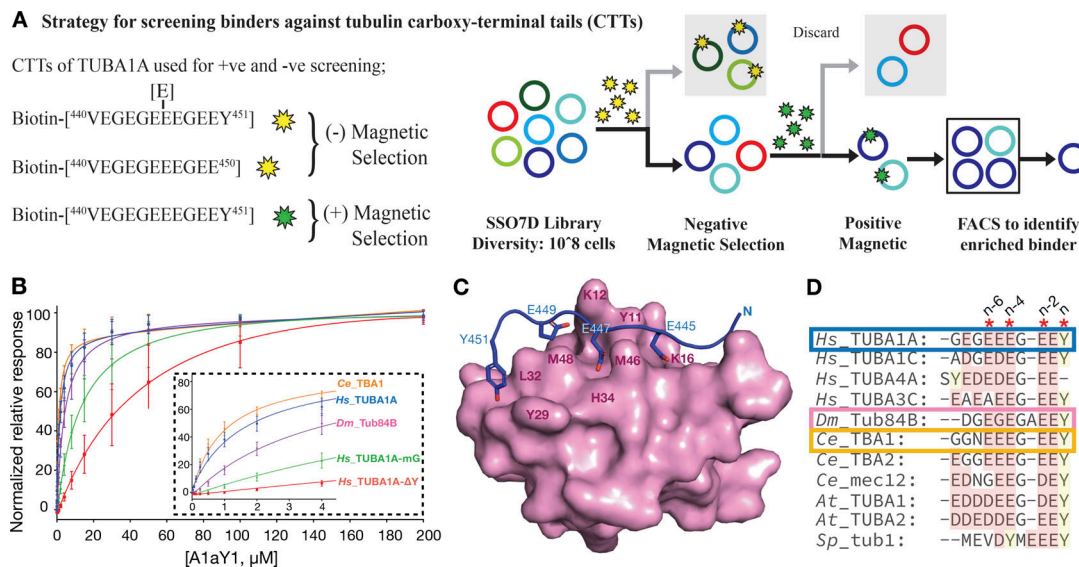 A Strategy for screening binders against tubulin carboxy-terminal tails (CTTs)
CTTs of TUBA1A used for +ve and -ve screening;
[E]
Biotin-[⁴⁴⁰VEGEGEEEGEEY⁴⁵¹]
Biotin-[⁴⁴⁰VEGEGEEEGEE⁴⁵⁰]
(-) Magnetic
Selection
Biotin-[⁴⁴⁰VEGEGEEEGEEY⁴⁵¹]
(+) Magnetic
Selection
Discard
SSO7D Library
Diversity: 10^8 cells
Negative
Magnetic Selection
Positive
Magnetic
FACS to identify
enriched binder
B
Normalized relative response
100
80
60
40
20
0
0 20 40 60 80 100 120 140 160 180 200
[A1aY1, µM]
80
60
40
20
0
0 1 2 3 4
Ce_TBA1
Hs_TUBA1A
Dm_Tub84B
Hs_TUBA1A-mG
Hs_TUBA1A-ΔY
C
K12
E449
Y11
N
Y451
E447
E445
M48
M46
K16
L32
H34
Y29
D
n-6 n-4 n-2 n
* * * *
Hs_TUBA1A: -GEGEEEG-EEY
Hs_TUBA1C: -ADGEDEG-EEY
Hs_TUBA4A: SYEDEDEG-EE-
Hs_TUBA3C: -EAEAEEG-EEY
Dm_Tub84B: --DGEGEGAEEY
Ce_TBA1: -GGNEEEG-EEY
Ce_TBA2: -EGGEEEG-EEY
Ce_mec12: -EDNGEEG-EEY
At_TUBA1: -EDDDEEG-DEY
At_TUBA2: -DDEDDEG-DEY
Sp_tub1: --MEVDYMEEEY